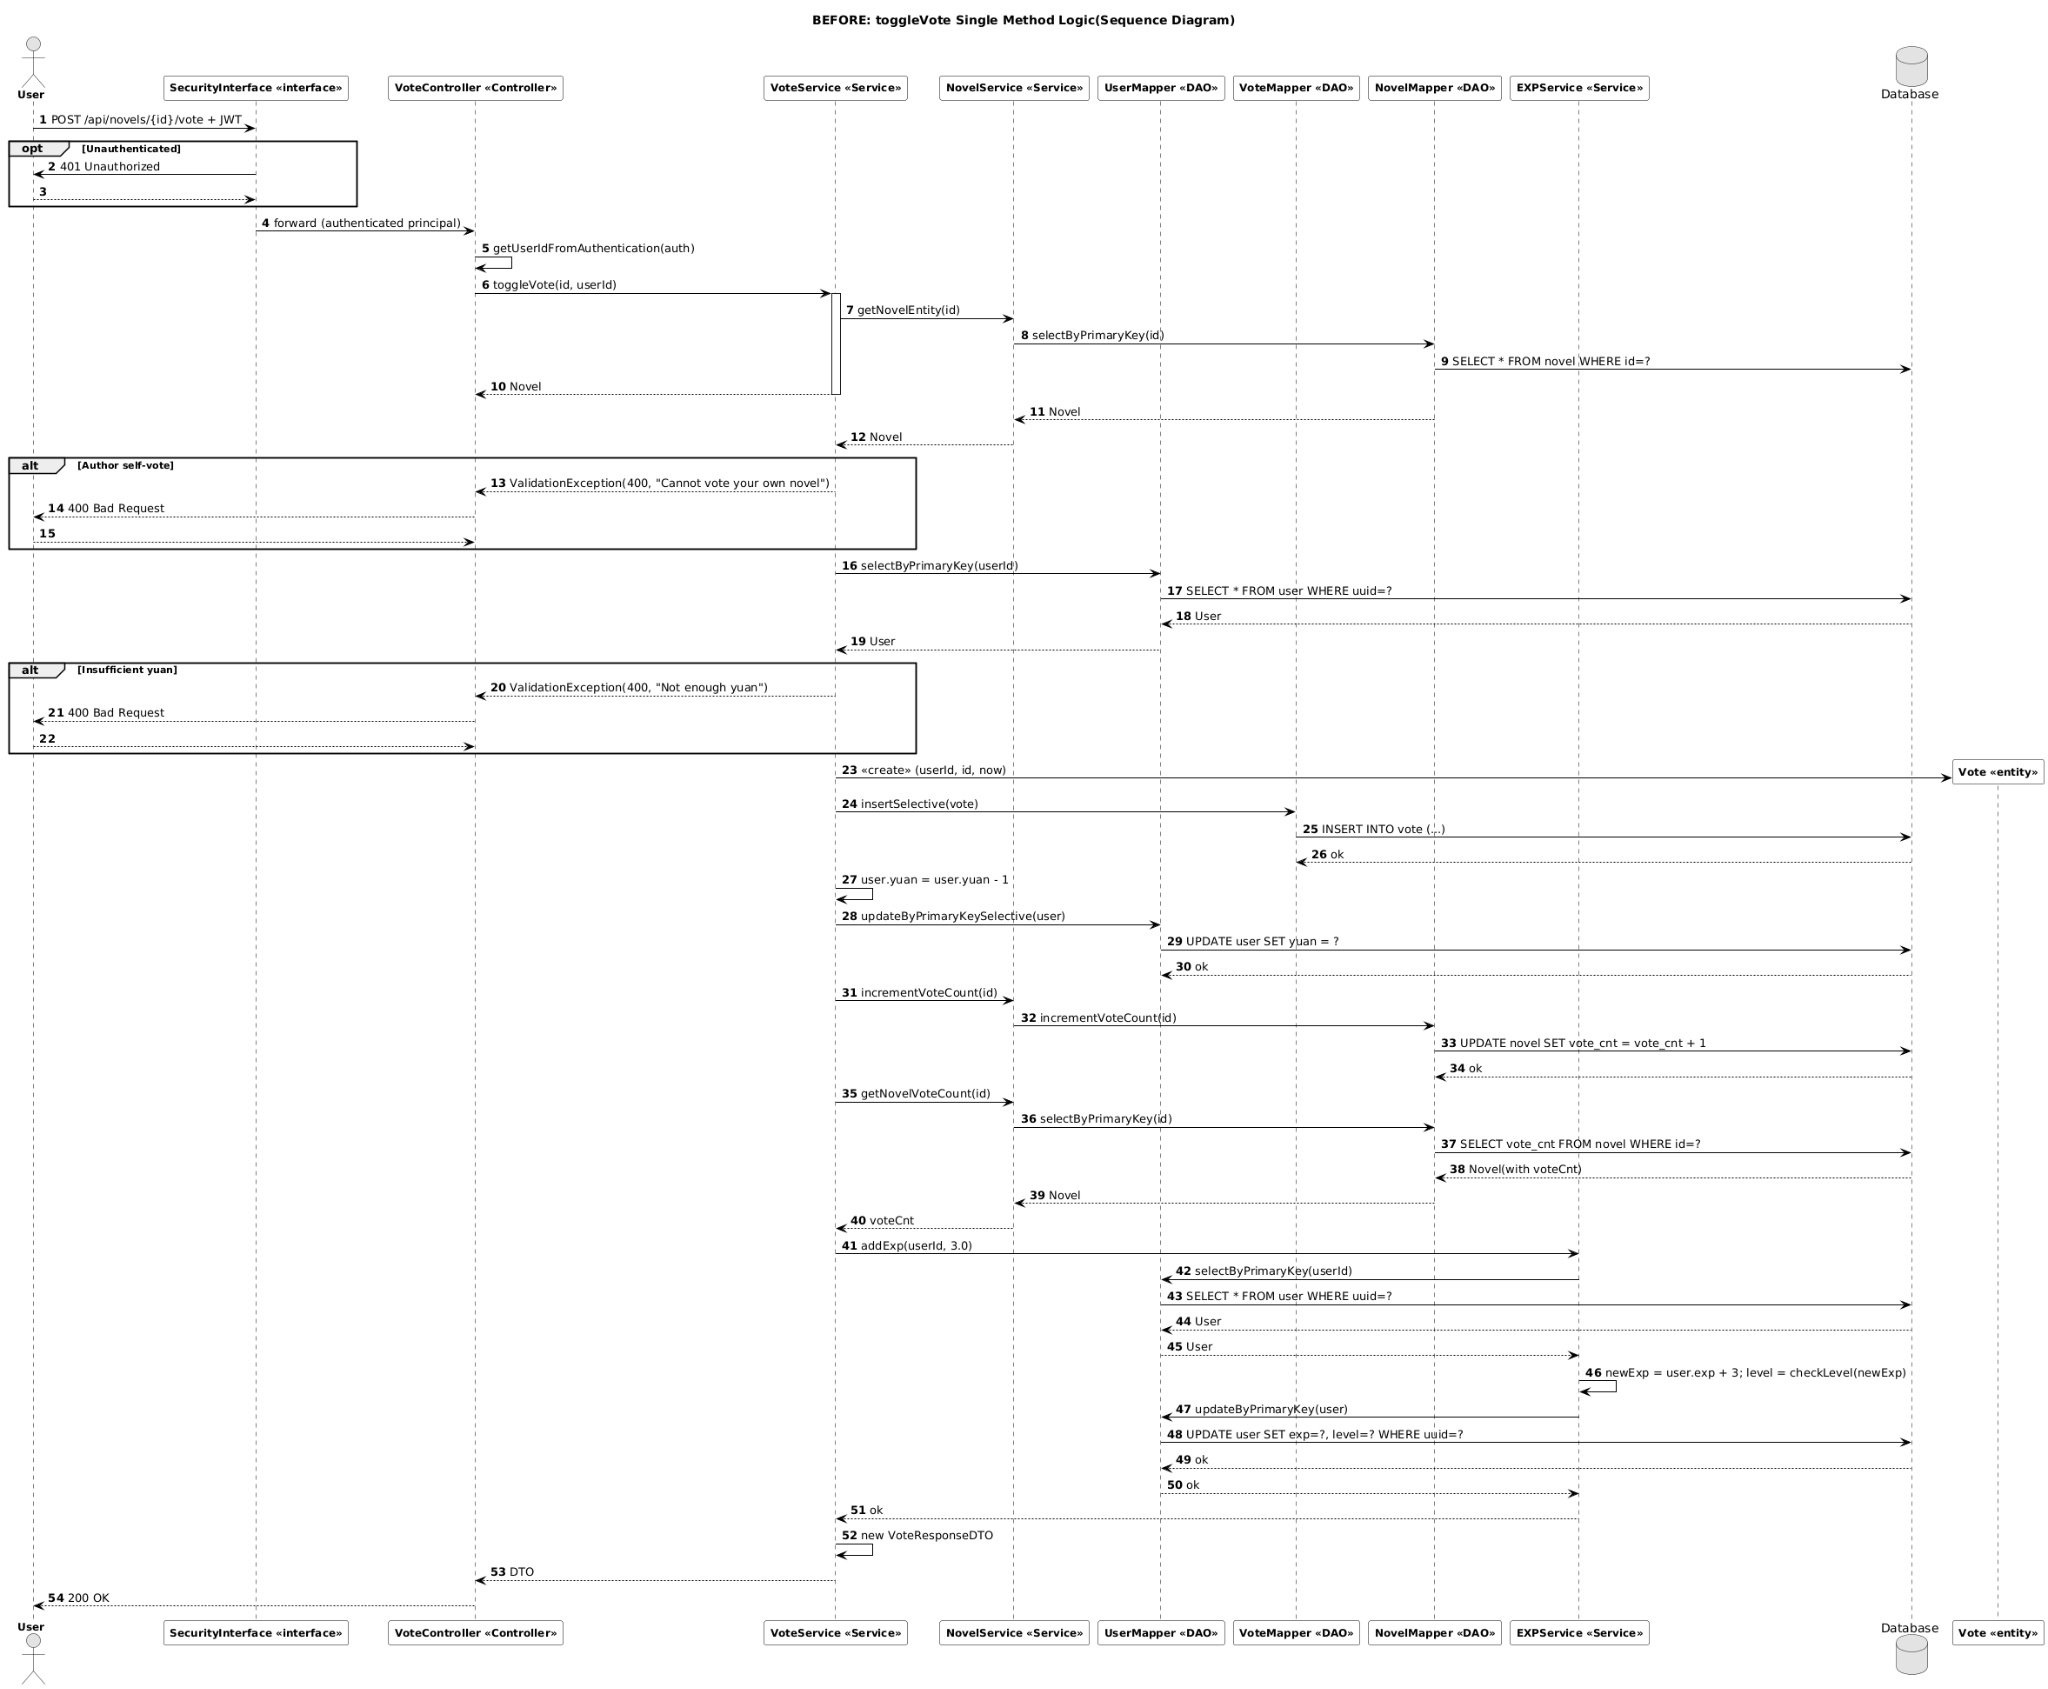 BEFORE: toggleVote Single Method Logic(Sequence Diagram)
User
SecurityInterface «interface»
VoteController «Controller»
VoteService «Service»
NovelService «Service»
UserMapper «DAO»
VoteMapper «DAO»
NovelMapper «DAO»
EXPService «Service»
Database
1 POST /api/novels/{id}/vote + JWT
opt [Unauthenticated]
2 401 Unauthorized
3
4 forward (authenticated principal)
5 getUserIdFromAuthentication(auth)
6 toggleVote(id, userId)
7 getNovelEntity(id)
8 selectByPrimaryKey(id)
9 SELECT * FROM novel WHERE id=?
10 Novel
11 Novel
12 Novel
alt [Author self-vote]
13 ValidationException(400, "Cannot vote your own novel")
14 400 Bad Request
15
16 selectByPrimaryKey(userId)
17 SELECT * FROM user WHERE uuid=?
18 User
19 User
alt [Insufficient yuan]
20 ValidationException(400, "Not enough yuan")
21 400 Bad Request
22
23 «create» (userId, id, now)
Vote «entity»
24 insertSelective(vote)
25 INSERT INTO vote (...)
26 ok
27 user.yuan = user.yuan - 1
28 updateByPrimaryKeySelective(user)
29 UPDATE user SET yuan = ?
30 ok
31 incrementVoteCount(id)
32 incrementVoteCount(id)
33 UPDATE novel SET vote_cnt = vote_cnt + 1
34 ok
35 getNovelVoteCount(id)
36 selectByPrimaryKey(id)
37 SELECT vote_cnt FROM novel WHERE id=?
38 Novel(with voteCnt)
39 Novel
40 voteCnt
41 addExp(userId, 3.0)
42 selectByPrimaryKey(userId)
43 SELECT * FROM user WHERE uuid=?
44 User
45 User
46 newExp = user.exp + 3; level = checkLevel(newExp)
47 updateByPrimaryKey(user)
48 UPDATE user SET exp=?, level=? WHERE uuid=?
49 ok
50 ok
51 ok
52 new VoteResponseDTO
53 DTO
54 200 OK
User
SecurityInterface «interface»
VoteController «Controller»
VoteService «Service»
NovelService «Service»
UserMapper «DAO»
VoteMapper «DAO»
NovelMapper «DAO»
EXPService «Service»
Database
Vote «entity»